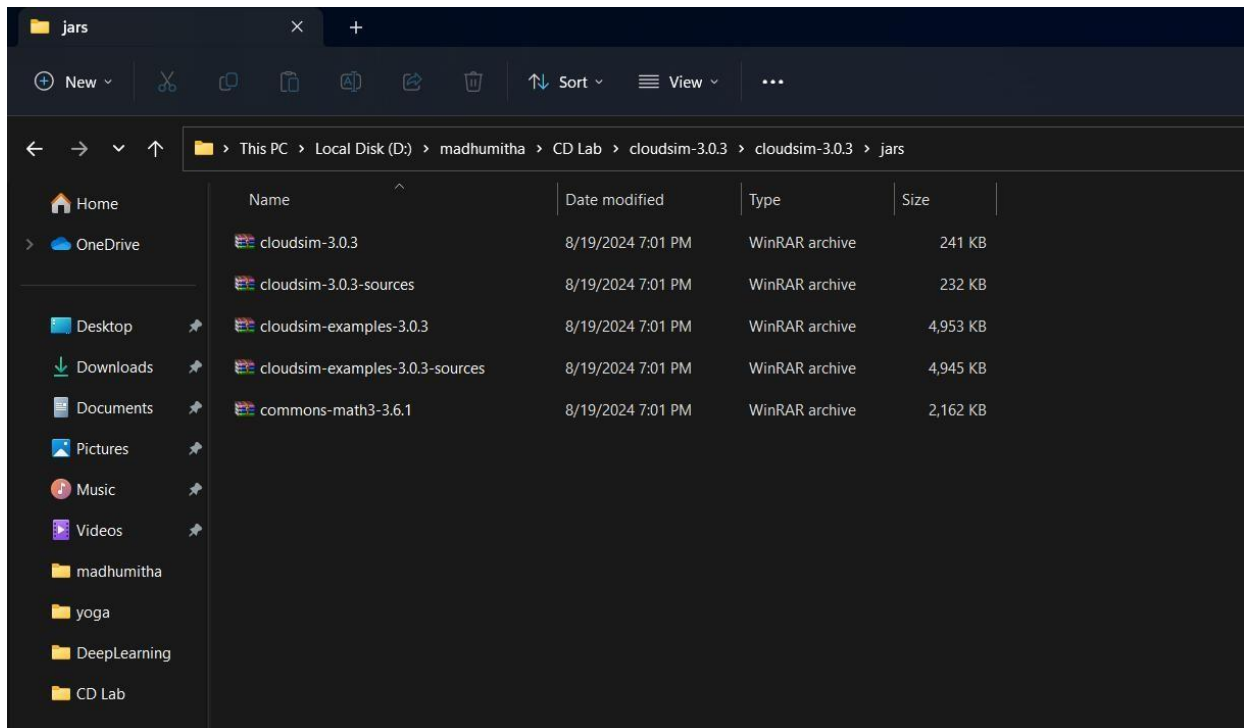 jars
New Sort View
This PC > Local Disk (D:) > madhumitha > CD Lab > cloudsim-3.0.3 > cloudsim-3.0.3 > jars
Home
OneDrive
Desktop
Downloads
Documents
Pictures
Music
Videos
madhumitha
yoga
DeepLearning
CD Lab
Name Date modified Type Size
cloudsim-3.0.3 8/19/2024 7:01 PM WinRAR archive 241 KB
cloudsim-3.0.3-sources 8/19/2024 7:01 PM WinRAR archive 232 KB
cloudsim-examples-3.0.3 8/19/2024 7:01 PM WinRAR archive 4,953 KB
cloudsim-examples-3.0.3-sources 8/19/2024 7:01 PM WinRAR archive 4,945 KB
commons-math3-3.6.1 8/19/2024 7:01 PM WinRAR archive 2,162 KB